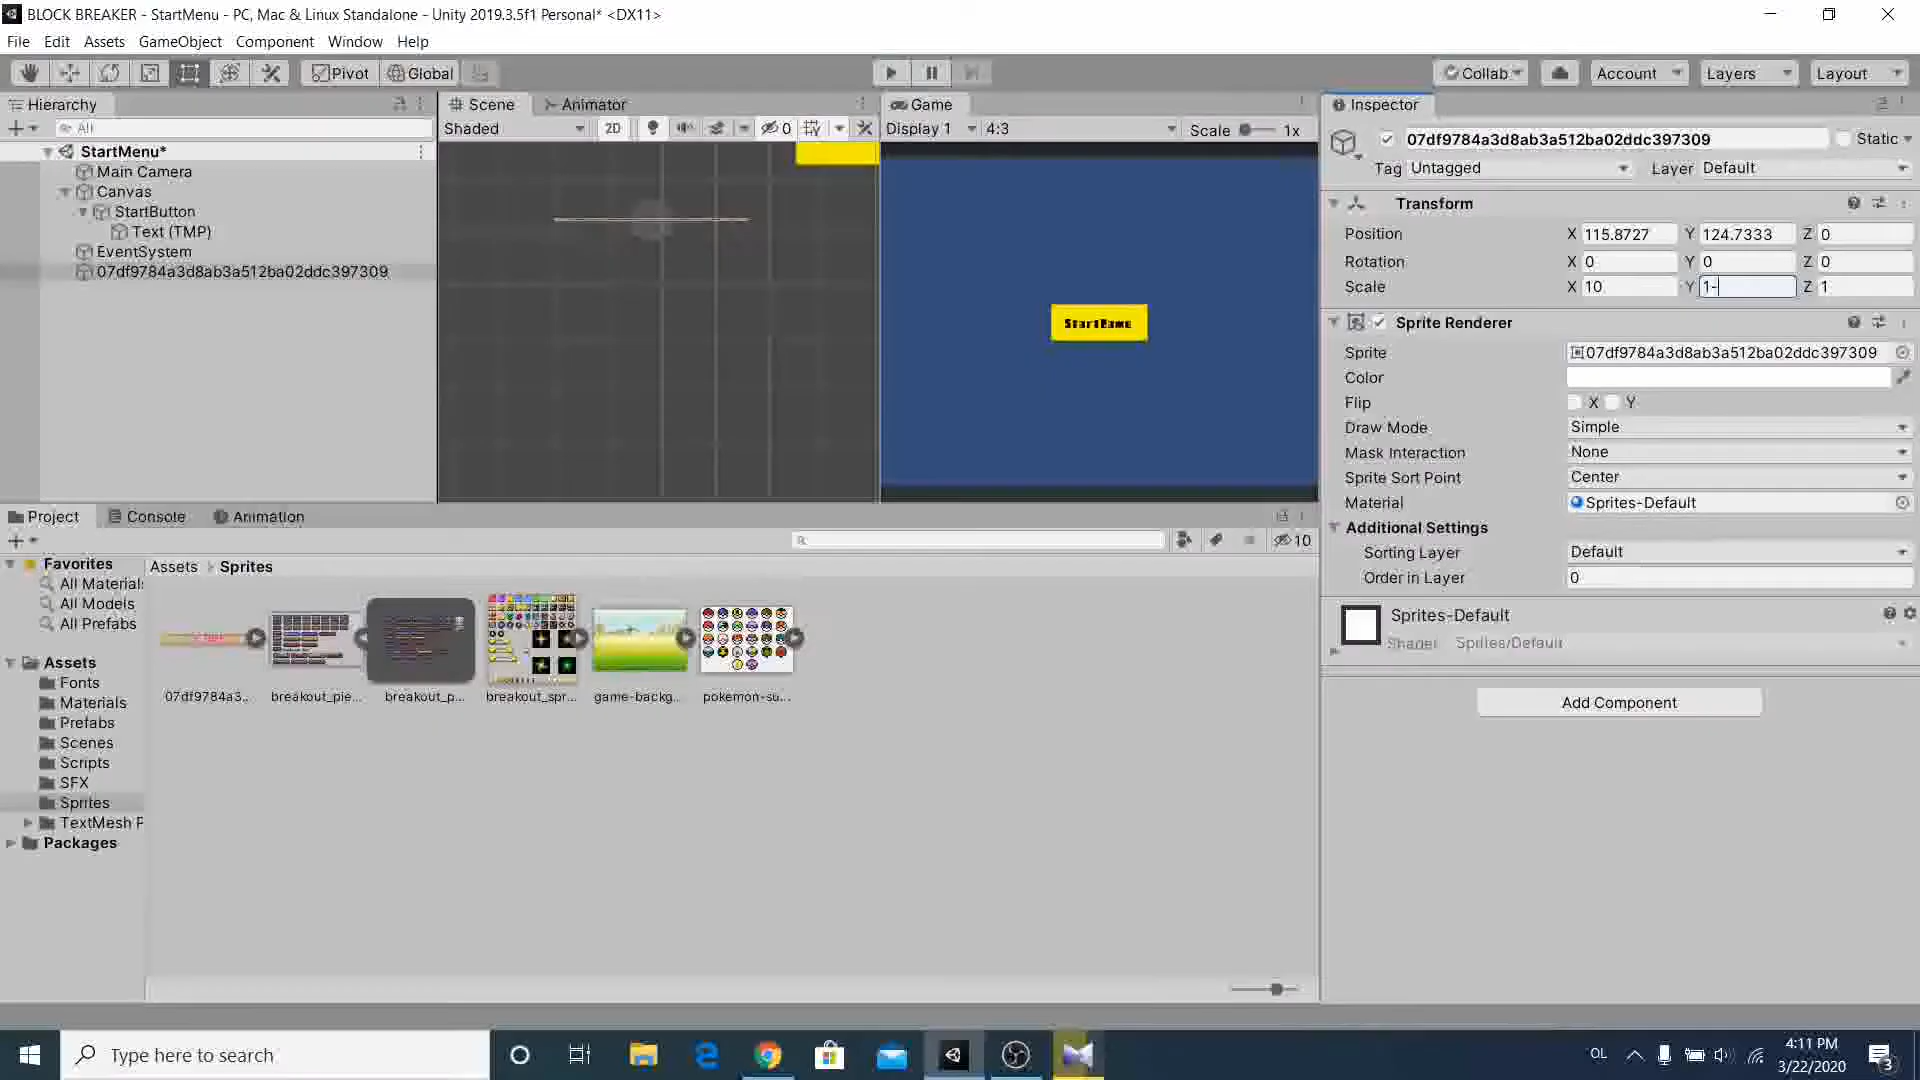 BLOCK BREAKER - StartMenu - PC, Mac & Linux Standalone - Unity 2019.3.5f1 Personal* <DX11>
File Edit Assets GameObject Component Window Help
Pivot Global Collab Account Layers Layout
Hierarchy
All
StartMenu*
Main Camera
Canvas
StartButton
Text (TMP)
EventSystem
07df9784a3d8ab3a512ba02ddc397309
Scene Animator
Shaded 2D 0
Game
Display 1 4:3 Scale 1x
StartGame
Inspector
07df9784a3d8ab3a512ba02ddc397309 Static
Tag Untagged Layer Default
Transform
Position X 115.8727 Y 124.7333 Z 0
Rotation X 0 Y 0 Z 0
Scale X 10 Y 1- Z 1
Sprite Renderer
Sprite 07df9784a3d8ab3a512ba02ddc397309
Color
Flip X Y
Draw Mode Simple
Mask Interaction None
Sprite Sort Point Center
Material Sprites-Default
Additional Settings
Sorting Layer Default
Order in Layer 0
Sprites-Default
Shader Sprites/Default
Add Component
Project Console Animation
10
Favorites
All Material
All Models
All Prefabs
Assets
Fonts
Materials
Prefabs
Scenes
Scripts
SFX
Sprites
TextMesh P
Packages
Assets Sprites
07df9784a3... breakout_pie... breakout_p... breakout_spr... game-backg... pokemon-su...
Type here to search
OL
4:11 PM
3/22/2020
3